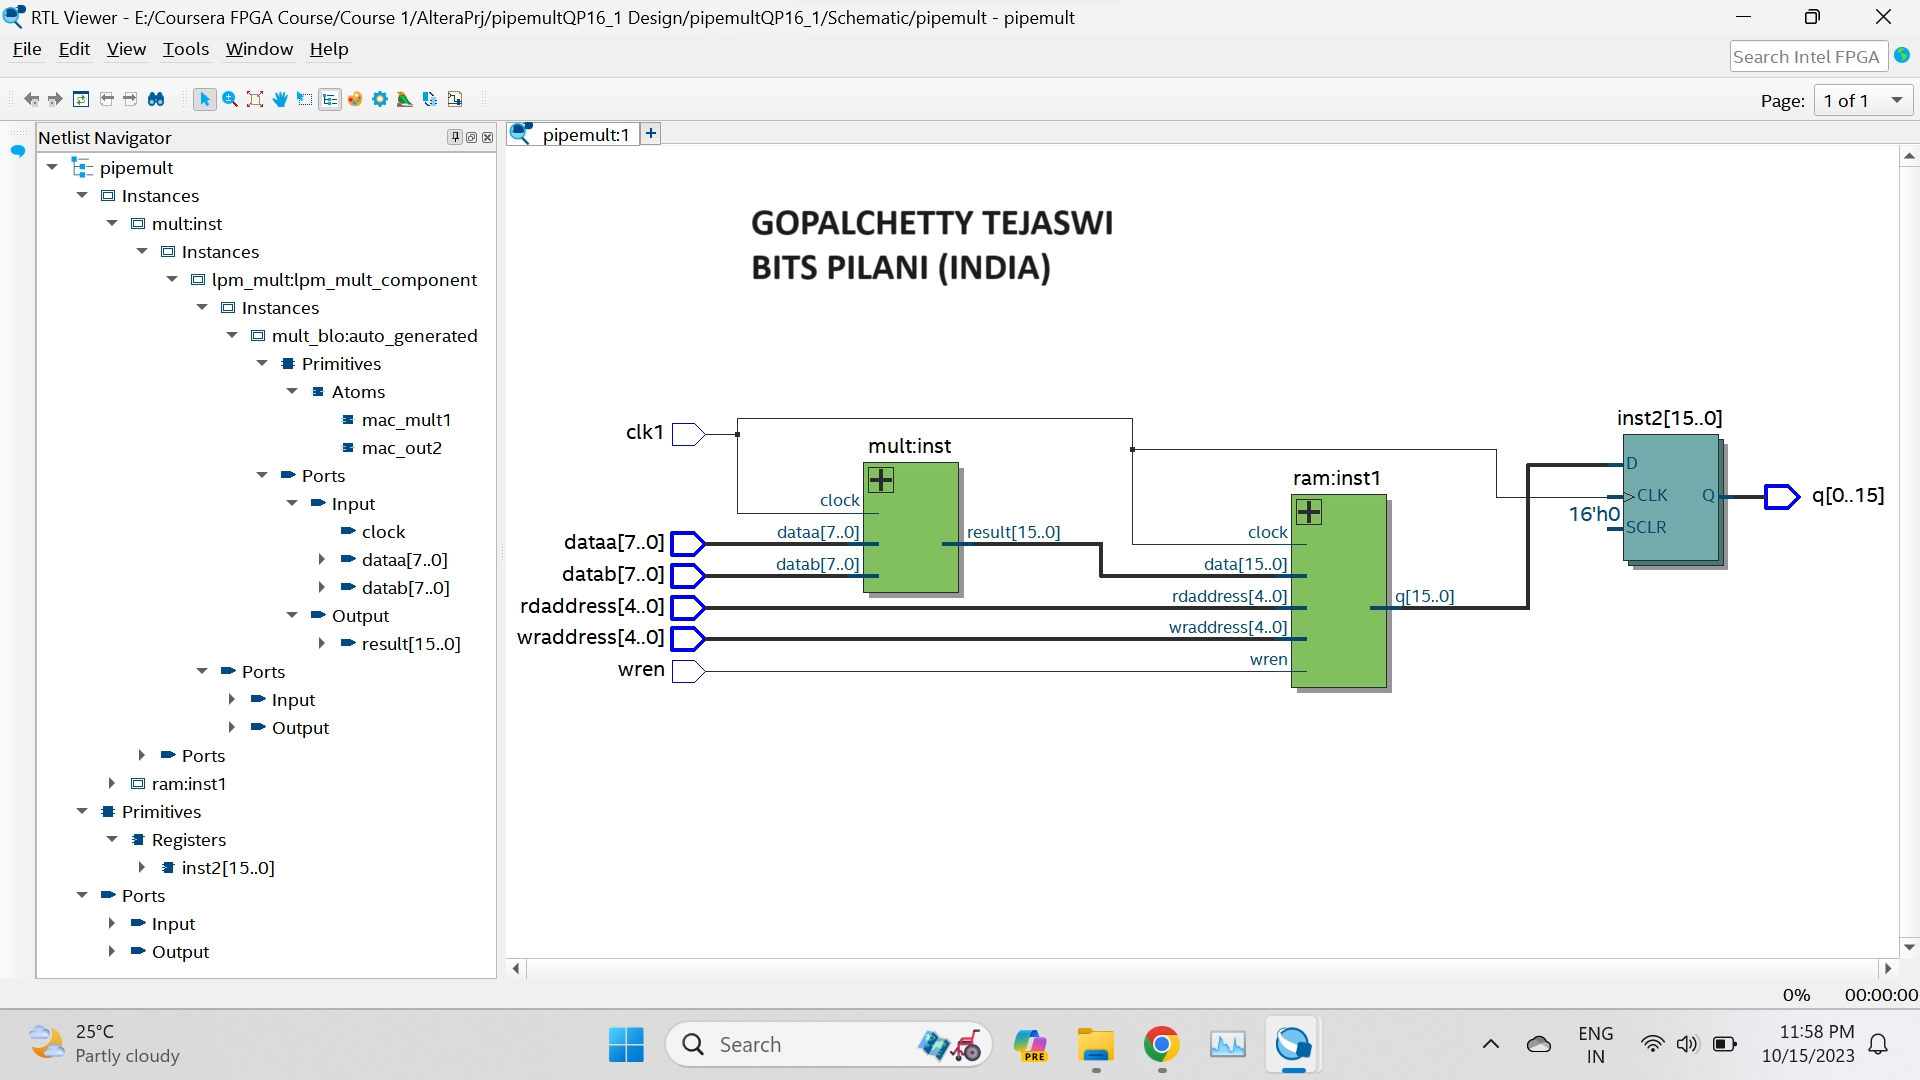 RTL Viewer - E:/Coursera FPGA Course/Course 1/AlteraPrj/pipemultQP16_1 Design/pipemultQP16_1/Schematic/pipemult - pipemult
File Edit View Tools Window Help
Search Intel FPGA
Page: 1 of 1
Netlist Navigator
pipemult
Instances
mult:inst
Instances
lpm_mult:lpm_mult_component
Instances
mult_blo:auto_generated
Primitives
Atoms
mac_mult1
mac_out2
Ports
Input
clock
dataa[7..0]
datab[7..0]
Output
result[15..0]
Ports
Input
Output
Ports
ram:inst1
Primitives
Registers
inst2[15..0]
Ports
Input
Output
pipemult:1
GOPALCHETTY TEJASWI
BITS PILANI (INDIA)
clk1
dataa[7..0]
datab[7..0]
rdaddress[4..0]
wraddress[4..0]
wren
mult:inst
clock
dataa[7..0]
datab[7..0]
result[15..0]
ram:inst1
clock
data[15..0]
rdaddress[4..0]
wraddress[4..0]
wren
q[15..0]
inst2[15..0]
D
CLK
Q
16'h0
SCLR
q[0..15]
0% 00:00:00
25°C
Partly cloudy
Search
PRE
ENG
IN
11:58 PM
10/15/2023